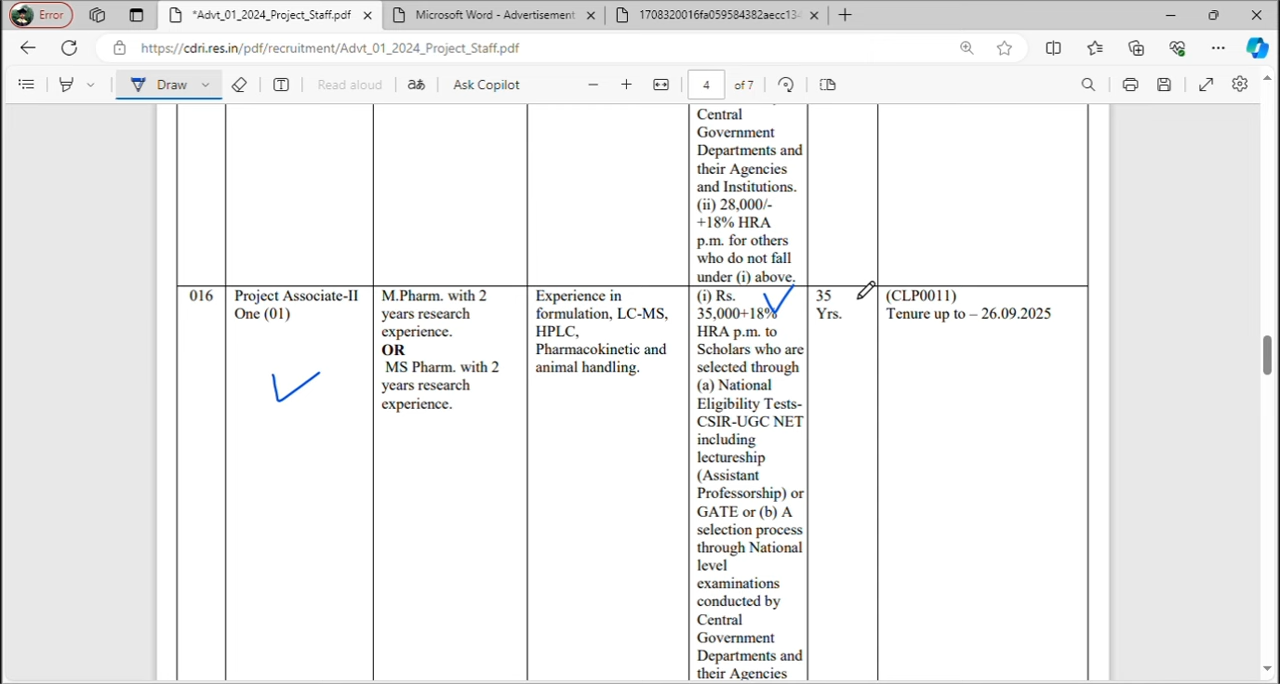 Error
*Advt_01_2024_Project_Staff.pdf
Microsoft Word - Advertisement
1708320016fa059584382aecc134
https://cdri.res.in/pdf/recruitment/Advt_01_2024_Project_Staff.pdf
Draw
Read aloud
aあ
Ask Copilot
4
of 7
Central
Government
Departments and
their Agencies
and Institutions.
(ii) 28,000/-
+18% HRA
p.m. for others
who do not fall
under (i) above.
016
Project Associate-II
One (01)
M.Pharm. with 2
years research
experience.
OR
MS Pharm. with 2
years research
experience.
Experience in
formulation, LC-MS,
HPLC,
Pharmacokinetic and
animal handling.
(i) Rs.
35,000+18%
HRA p.m. to
Scholars who are
selected through
(a) National
Eligibility Tests-
CSIR-UGC NET
including
lectureship
(Assistant
Professorship) or
GATE or (b) A
selection process
through National
level
examinations
conducted by
Central
Government
Departments and
their Agencies
35
Yrs.
(CLP0011)
Tenure up to – 26.09.2025